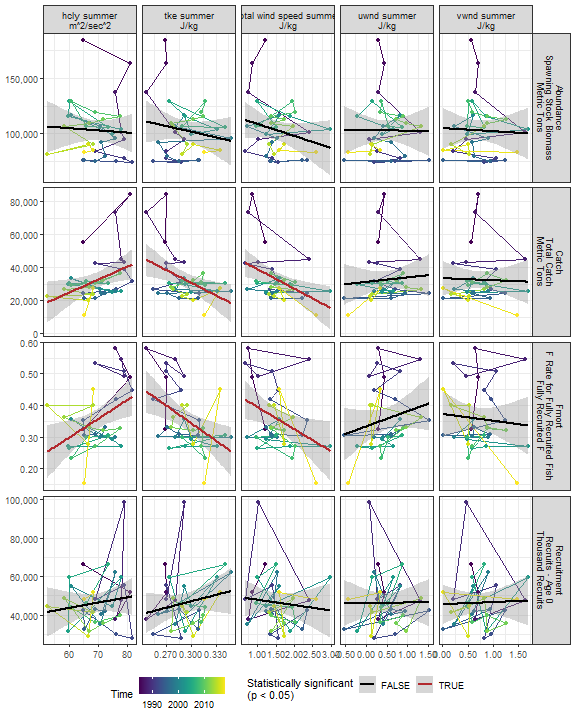 hcly summer
m^2/sec^2
tke summer
J/kg
otal wind speed summe
J/kg
uwnd summer
J/kg
vwnd summer
J/kg
150,000
100,000
Abundance
Spawning Stock Biomass
Metric Tons
80,000
60,000
40,000
20,000
0
Catch
Total Catch
Metric Tons
0.60
0.50
0.40
0.30
0.20
Fmort
F Rate for Fully Recruited Fish
Fully Recruited F
100,000
80,000
60,000
40,000
Recruitment
Recruits - Age 0
Thousand Recruits
60 70 80
0.270 0.300 0.330
1.00 1.50 2.00 2.50 3.00
0.50 0.00 0.50 1.00 1.50
0.00 0.50 1.00 1.50
Time
1990 2000 2010
Statistically significant
(p < 0.05)
FALSE
TRUE